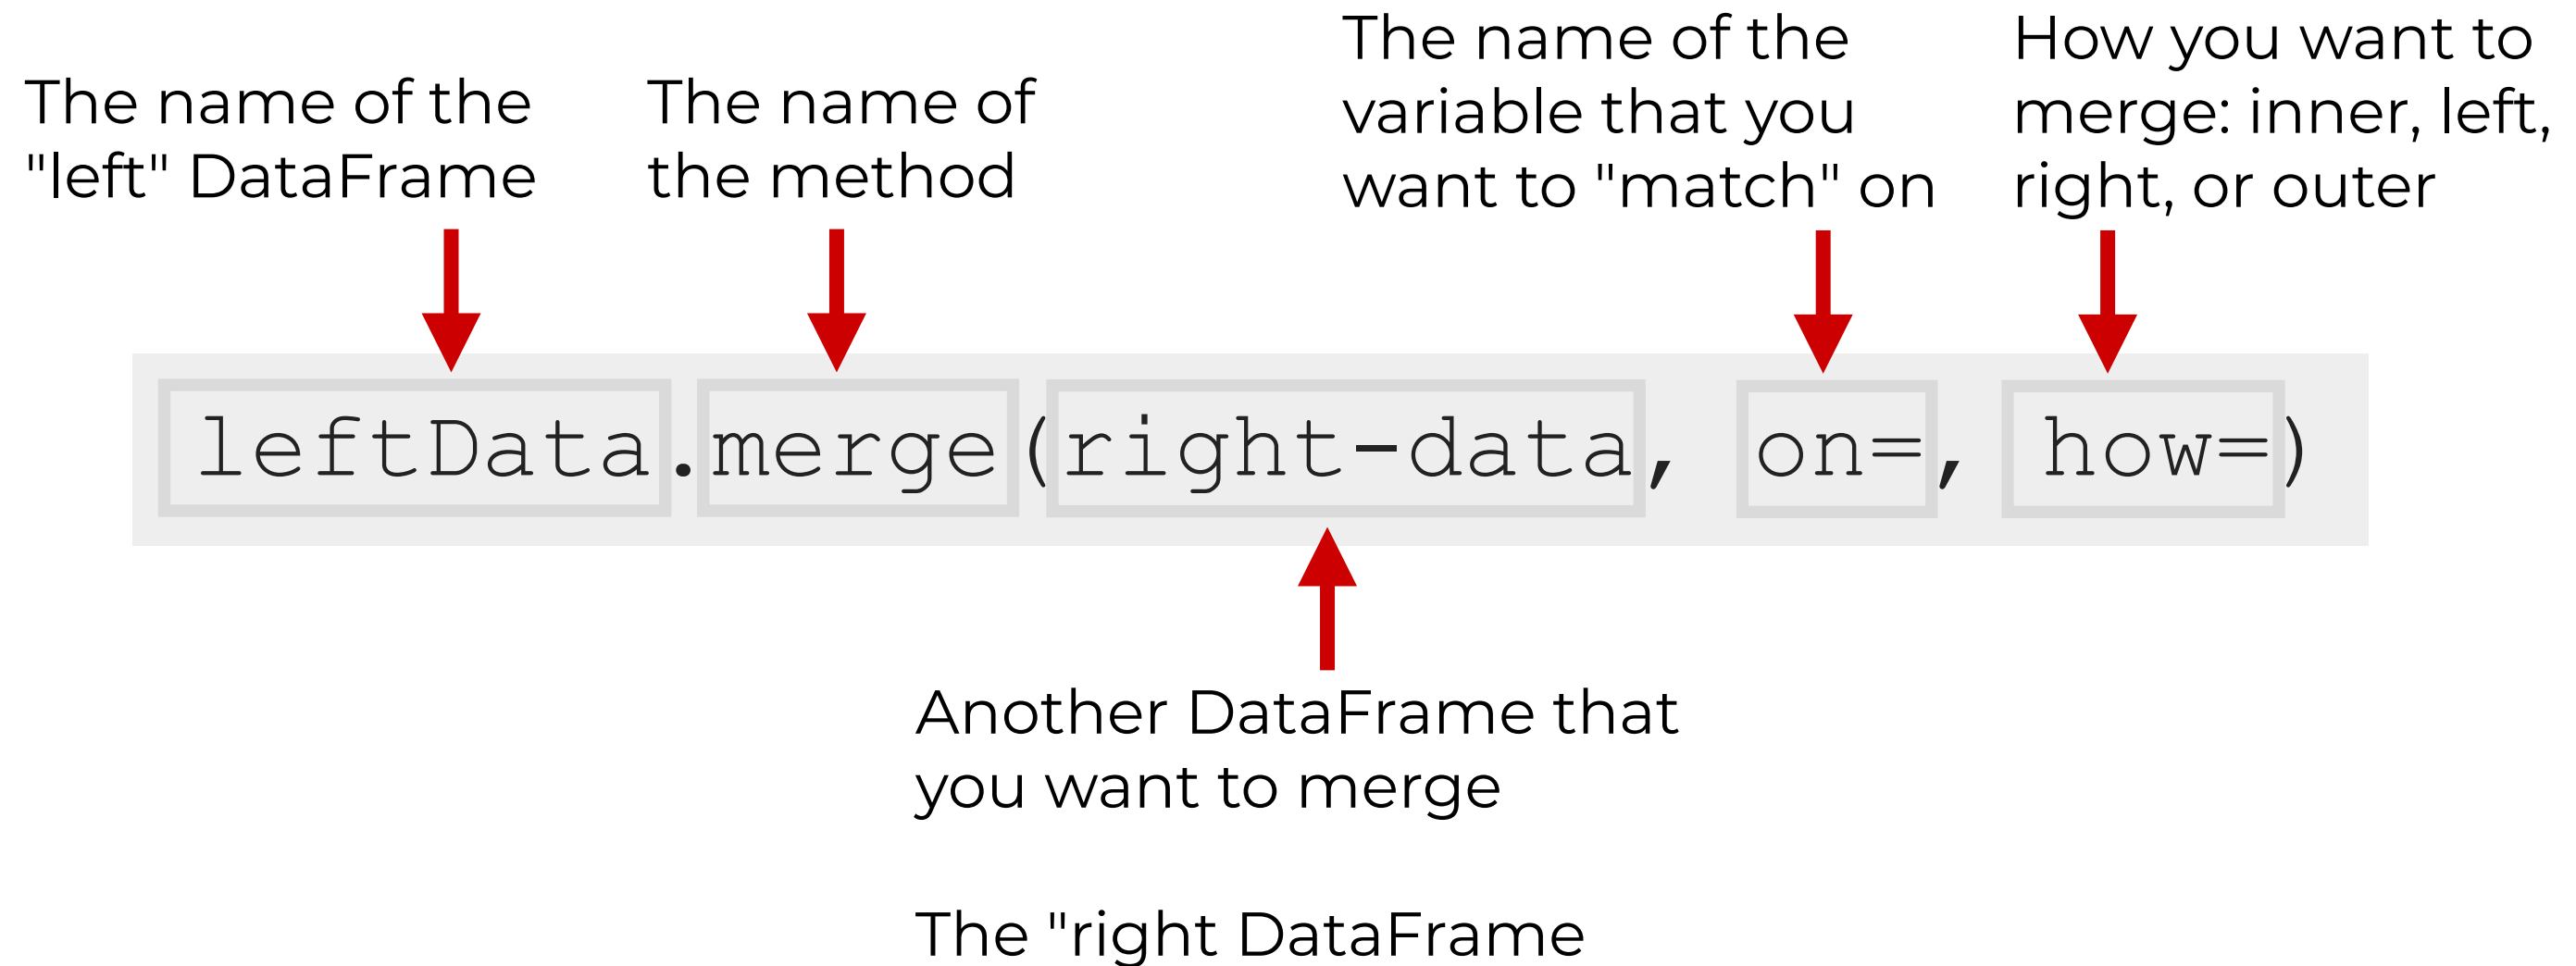 The name of the
"left" DataFrame
The name of
the method
The name of the
variable that you
want to "match" on
How you want to
merge: inner, left,
right, or outer
leftData.merge(right-data, on=, how=)
Another DataFrame that
you want to merge
The "right DataFrame